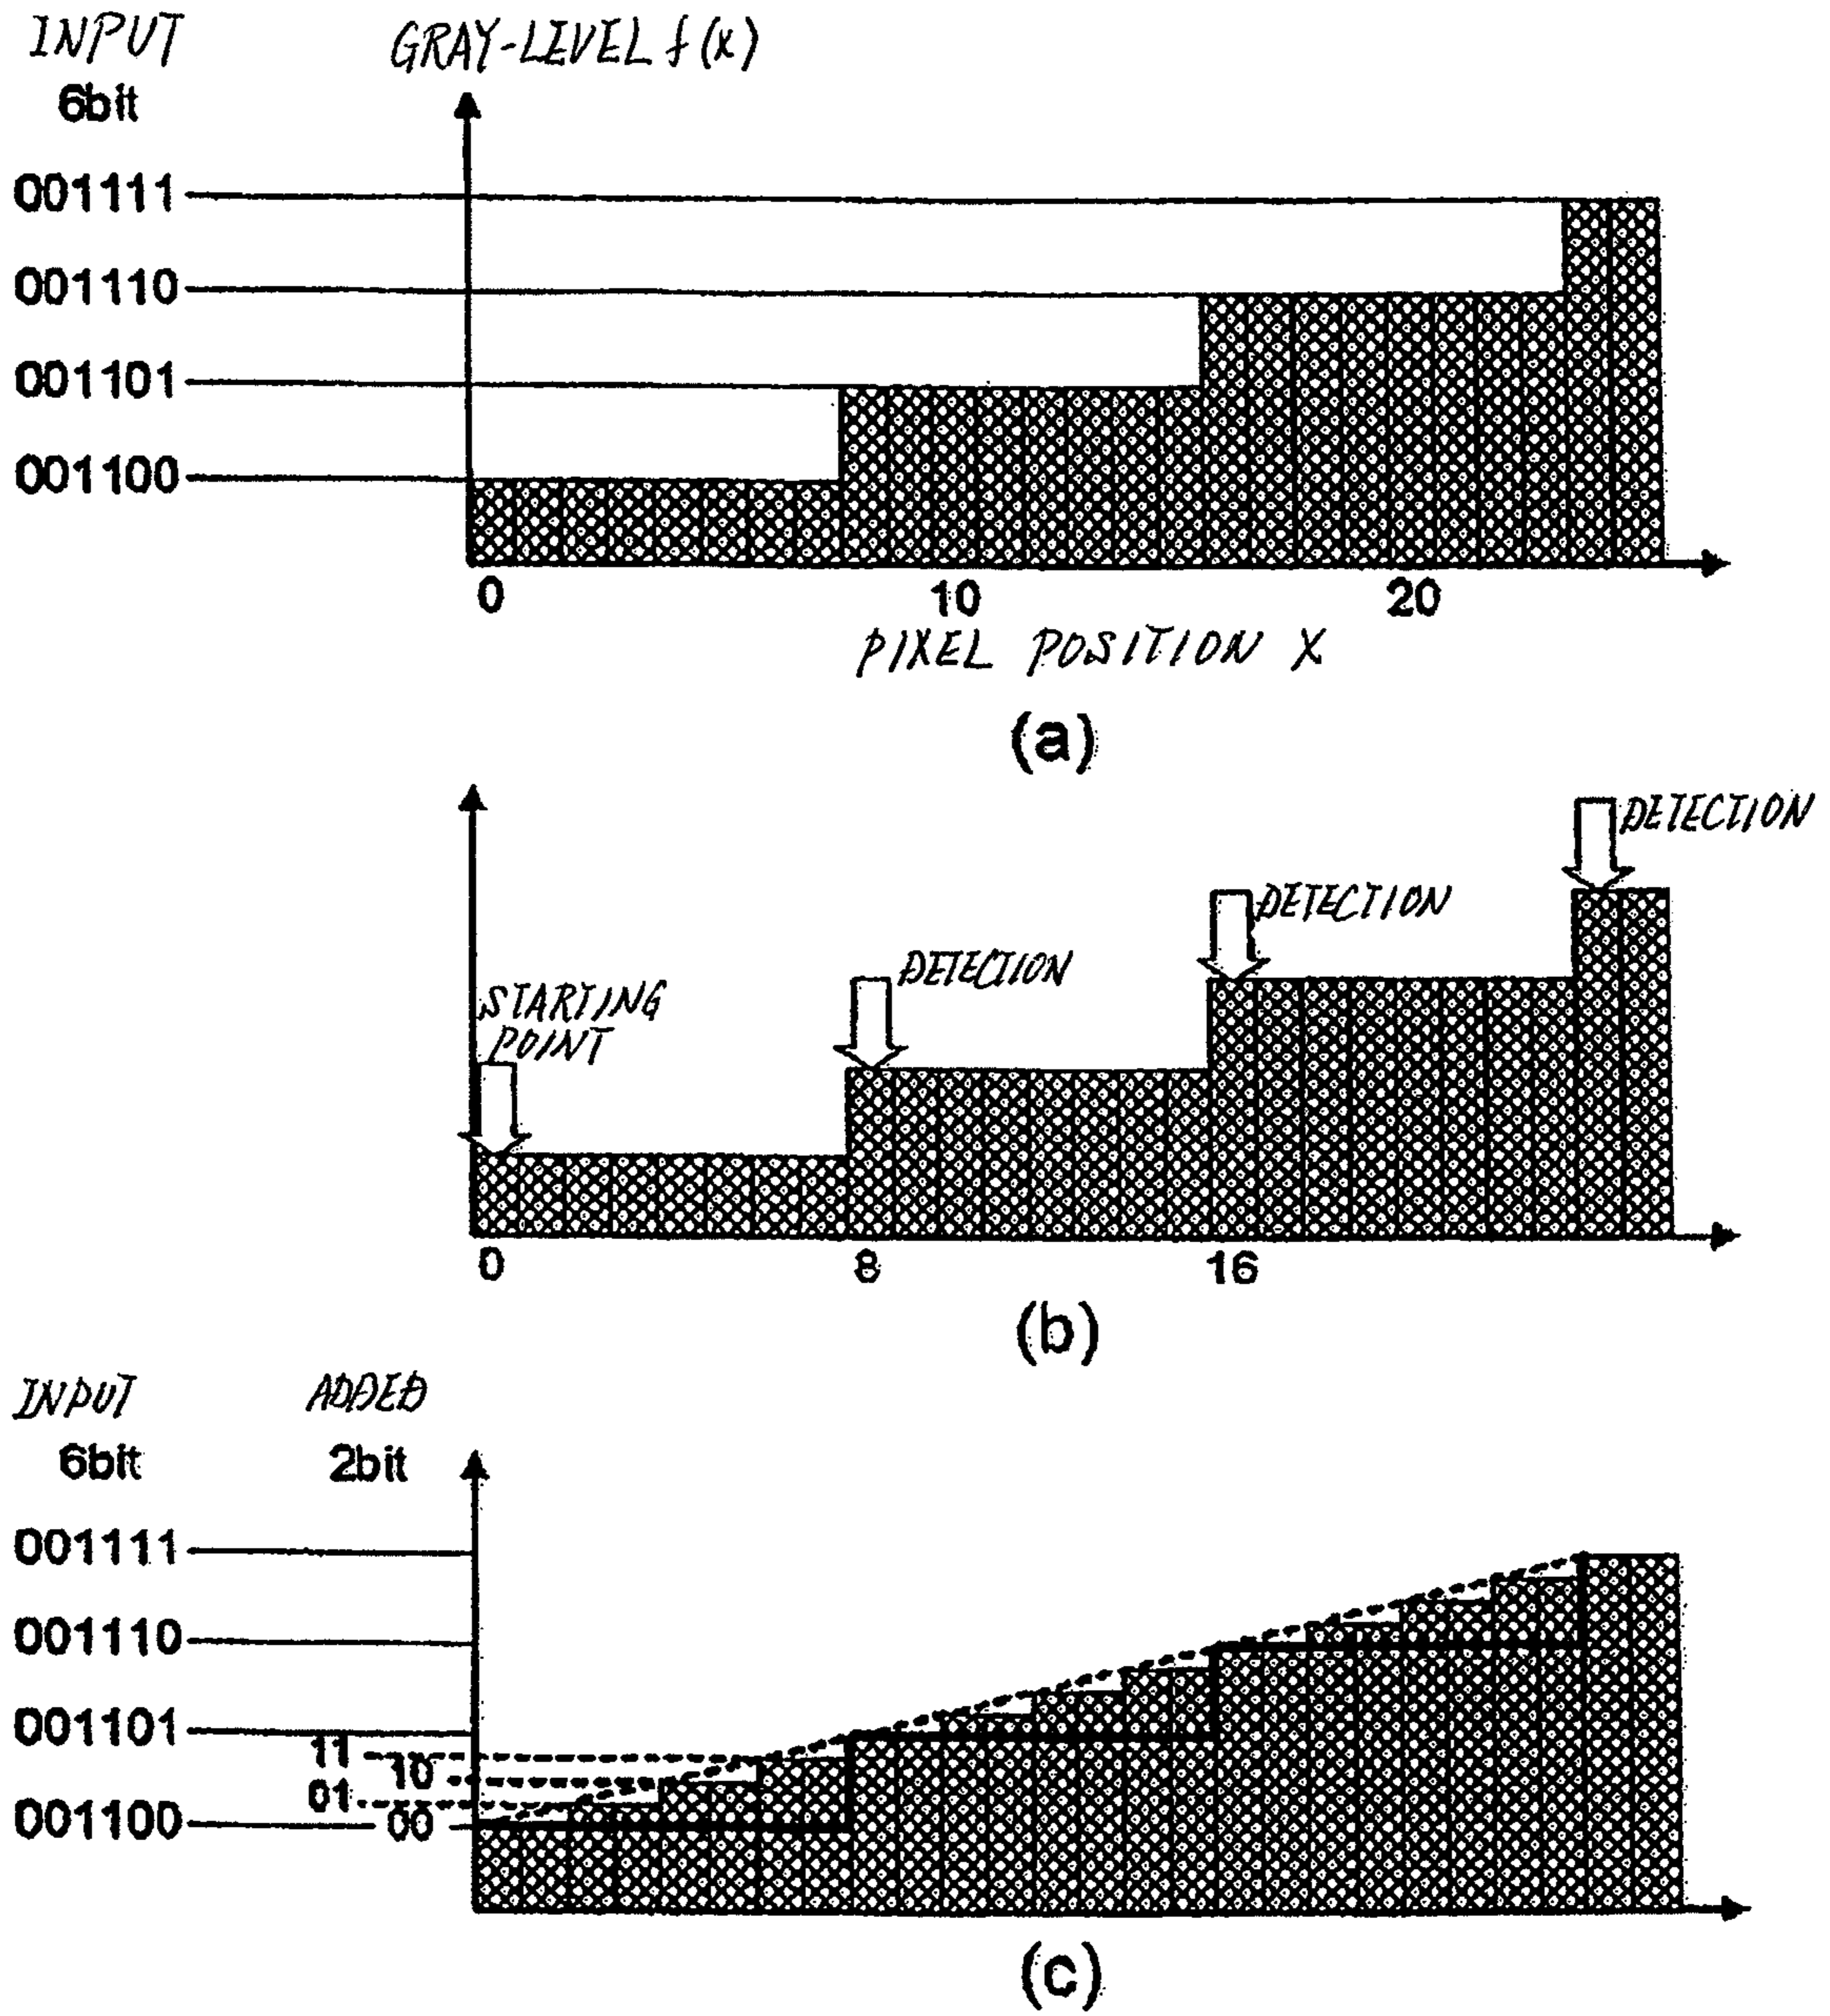 INPUT GRAY-LEVEL f(x)
6bit
001111
001110
001101
001100
0 10 20
PIXEL POSITION X
(a)
DETECTION
DETECTION
DETECTION
STARTING
POINT
0 8 16
(b)
INPUT ADDED
6bit 2bit
001111
001110
001101
11
10
01
001100 00
(c)